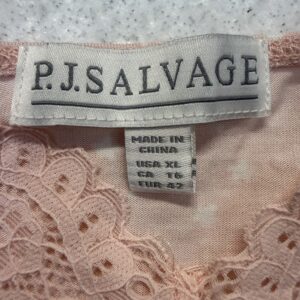 P.J.SALVAGE
MADE IN
CHINA
USA XL
CA 16
EUR 42